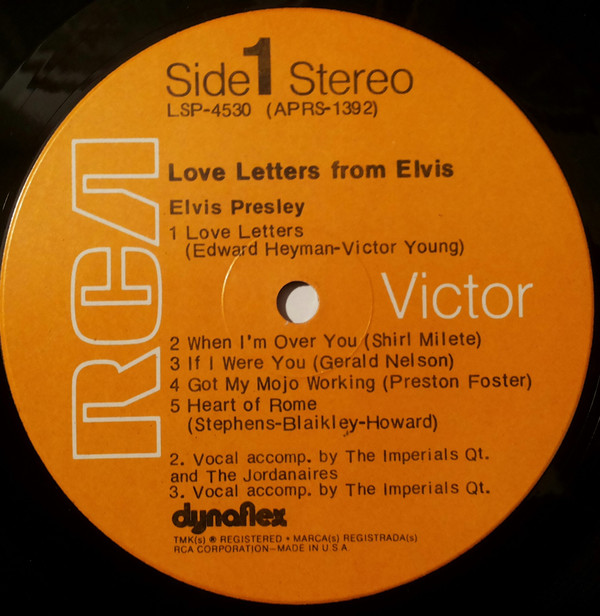 Side 1 Stereo
LSP-4530 (APRS-1392)
RCA
Love Letters from Elvis
Elvis Presley
1 Love Letters
(Edward Heyman-Victor Young)
Victor
2 When I'm Over You (Shirl Milete)
3 If I Were You (Gerald Nelson)
4 Got My Mojo Working (Preston Foster)
5 Heart of Rome
(Stephens-Blaikley-Howard)
2. Vocal accomp. by The Imperials Qt.
and The Jordanaires
3. Vocal accomp. by The Imperials Qt.
dynaflex
TMK(s) ® REGISTERED • MARCA(s) REGISTRADA(s)
RCA CORPORATION–MADE IN U.S.A.